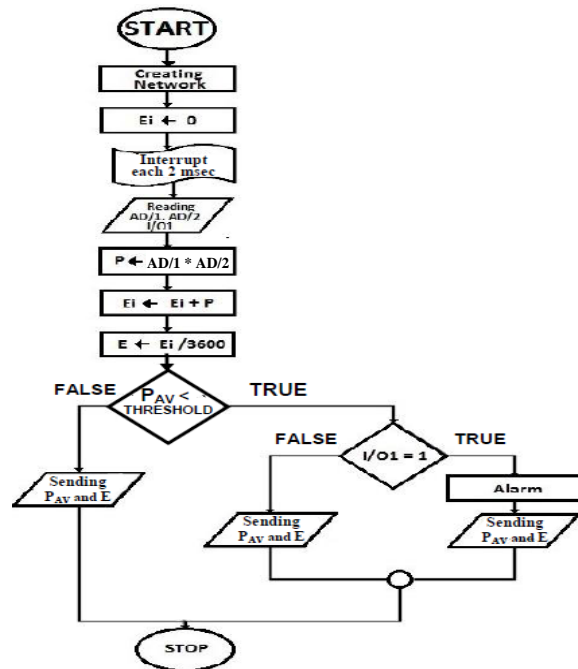 START
Creating
Network
Ei ← 0
Interrupt
each 2 msec
Reading
AD/1. AD/2
I/O1
P ← AD/1 * AD/2
Ei ← Ei + P
E ← Ei /3600
FALSE
TRUE
PAV <
THRESHOLD
FALSE
TRUE
I/O1 = 1
Sending
PAV and E
Alarm
Sending
PAV and E
Sending
PAV and E
STOP